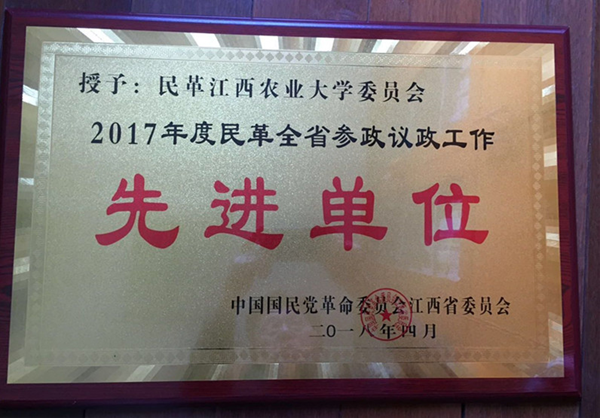 授予：民革江西农业大学委员会
2017年度民革全省参政议政工作
先进单位
中国国民党革命委员会江西省委员会
二〇一八年四月